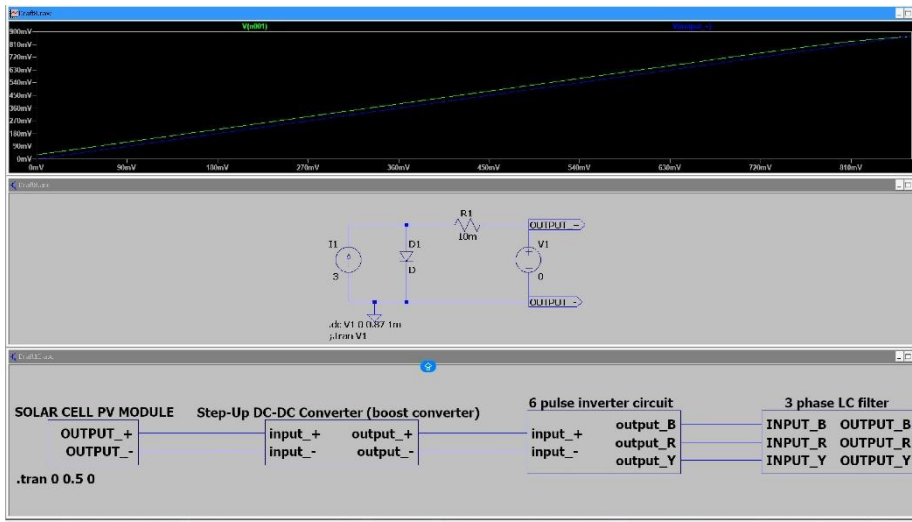 V(n001)
900mV
810mV
720mV
630mV
540mV
450mV
360mV
270mV
180mV
90mV
0mV
0mV 90mV 180mV 270mV 360mV 450mV 540mV 630mV 720mV 810mV
R1
10m
I1
3
D1
D
V1
0
OUTPUT
OUTPUT
.dc V1 0 0.87 1m
SOLAR CELL PV MODULE
OUTPUT_+
OUTPUT_-
.tran 0 0.5 0
Step-Up DC-DC Converter (boost converter)
input_+ output_+
input_- output_-
6 pulse inverter circuit
input_+
input_-
output_B
output_R
output_Y
3 phase LC filter
INPUT_B OUTPUT_B
INPUT_R OUTPUT_R
INPUT_Y OUTPUT_Y